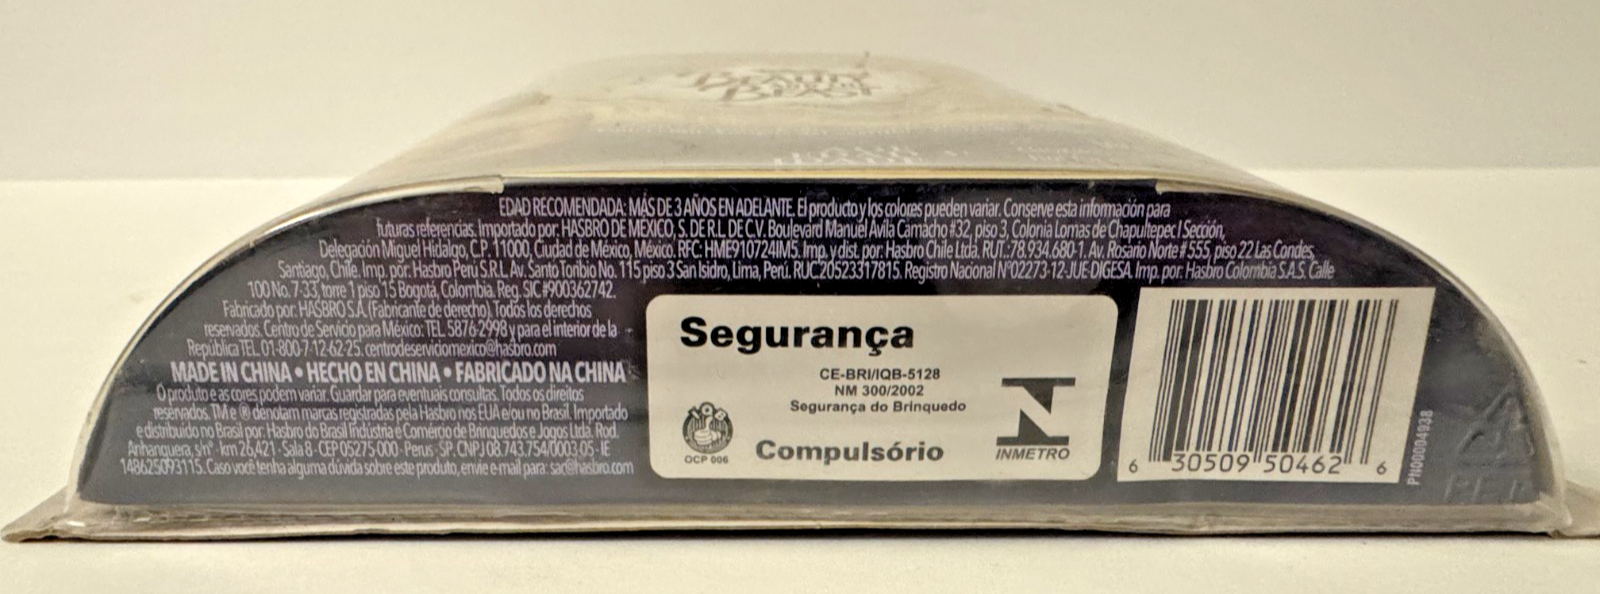 BEAUTY
BEAST
EDAD RECOMENDADA: MÁS DE 3 AÑOS EN ADELANTE. El producto y los colores pueden variar. Conserve esta información para
futuras referencias. Importado por: HASBRO DE MEXICO, S. DE R.L. DE C.V. Boulevard Manuel Ávila Camacho #32, piso 3, Colonia Lomas de Chapultepec I Sección,
Delegación Miguel Hidalgo, C.P. 11000, Ciudad de México, México. RFC: HME910724IM5. Imp. y dist. por: Hasbro Chile Ltda. RUT.:78.934.680-1. Av. Rosario Norte # 555, piso 22 Las Condes,
Santiago, Chile. Imp. por: Hasbro Perú S.R.L. Av. Santo Toribio No. 115 piso 3 San Isidro, Lima, Perú. RUC20523317815. Registro Nacional Nº02273-12-JUE-DIGESA. Imp. por: Hasbro Colombia S.A.S. Calle
100 No. 7-33, torre 1 piso 15 Bogotá, Colombia. Reg. SIC#900362742.
Fabricado por: HASBRO S.A. (Fabricante de derecho). Todos los derechos
reservados. Centro de Servicio para México: TEL. 5876-2998 y para el interior de la
República TEL. 01-800-7-12-62-25. centrodeserviciomexico@hasbro.com
MADE IN CHINA • HECHO EN CHINA • FABRICADO NA CHINA
O produto e as cores podem variar. Guardar para eventuais consultas. Todos os direitos
reservados. TM e ® denotam marcas registradas pela Hasbro nos EUA e/ou no Brasil. Importado
e distribuído no Brasil por: Hasbro do Brasil Indústria e Comércio de Brinquedos e Jogos Ltda. Rod.
Anhanguera, s/nº - km 26,421 - Sala 8 - CEP 05275-000 - Perus - SP. CNPJ 08.743.754/0003-05 - IE
148625093115. Caso você tenha alguma dúvida sobre este produto, envie e-mail para: sac@hasbro.com
Segurança
CE-BRI/IQB-5128
NM 300/2002
Segurança do Brinquedo
IQB
OCP 006
Compulsório
INMETRO
6 30509 50462 6
PN00004938